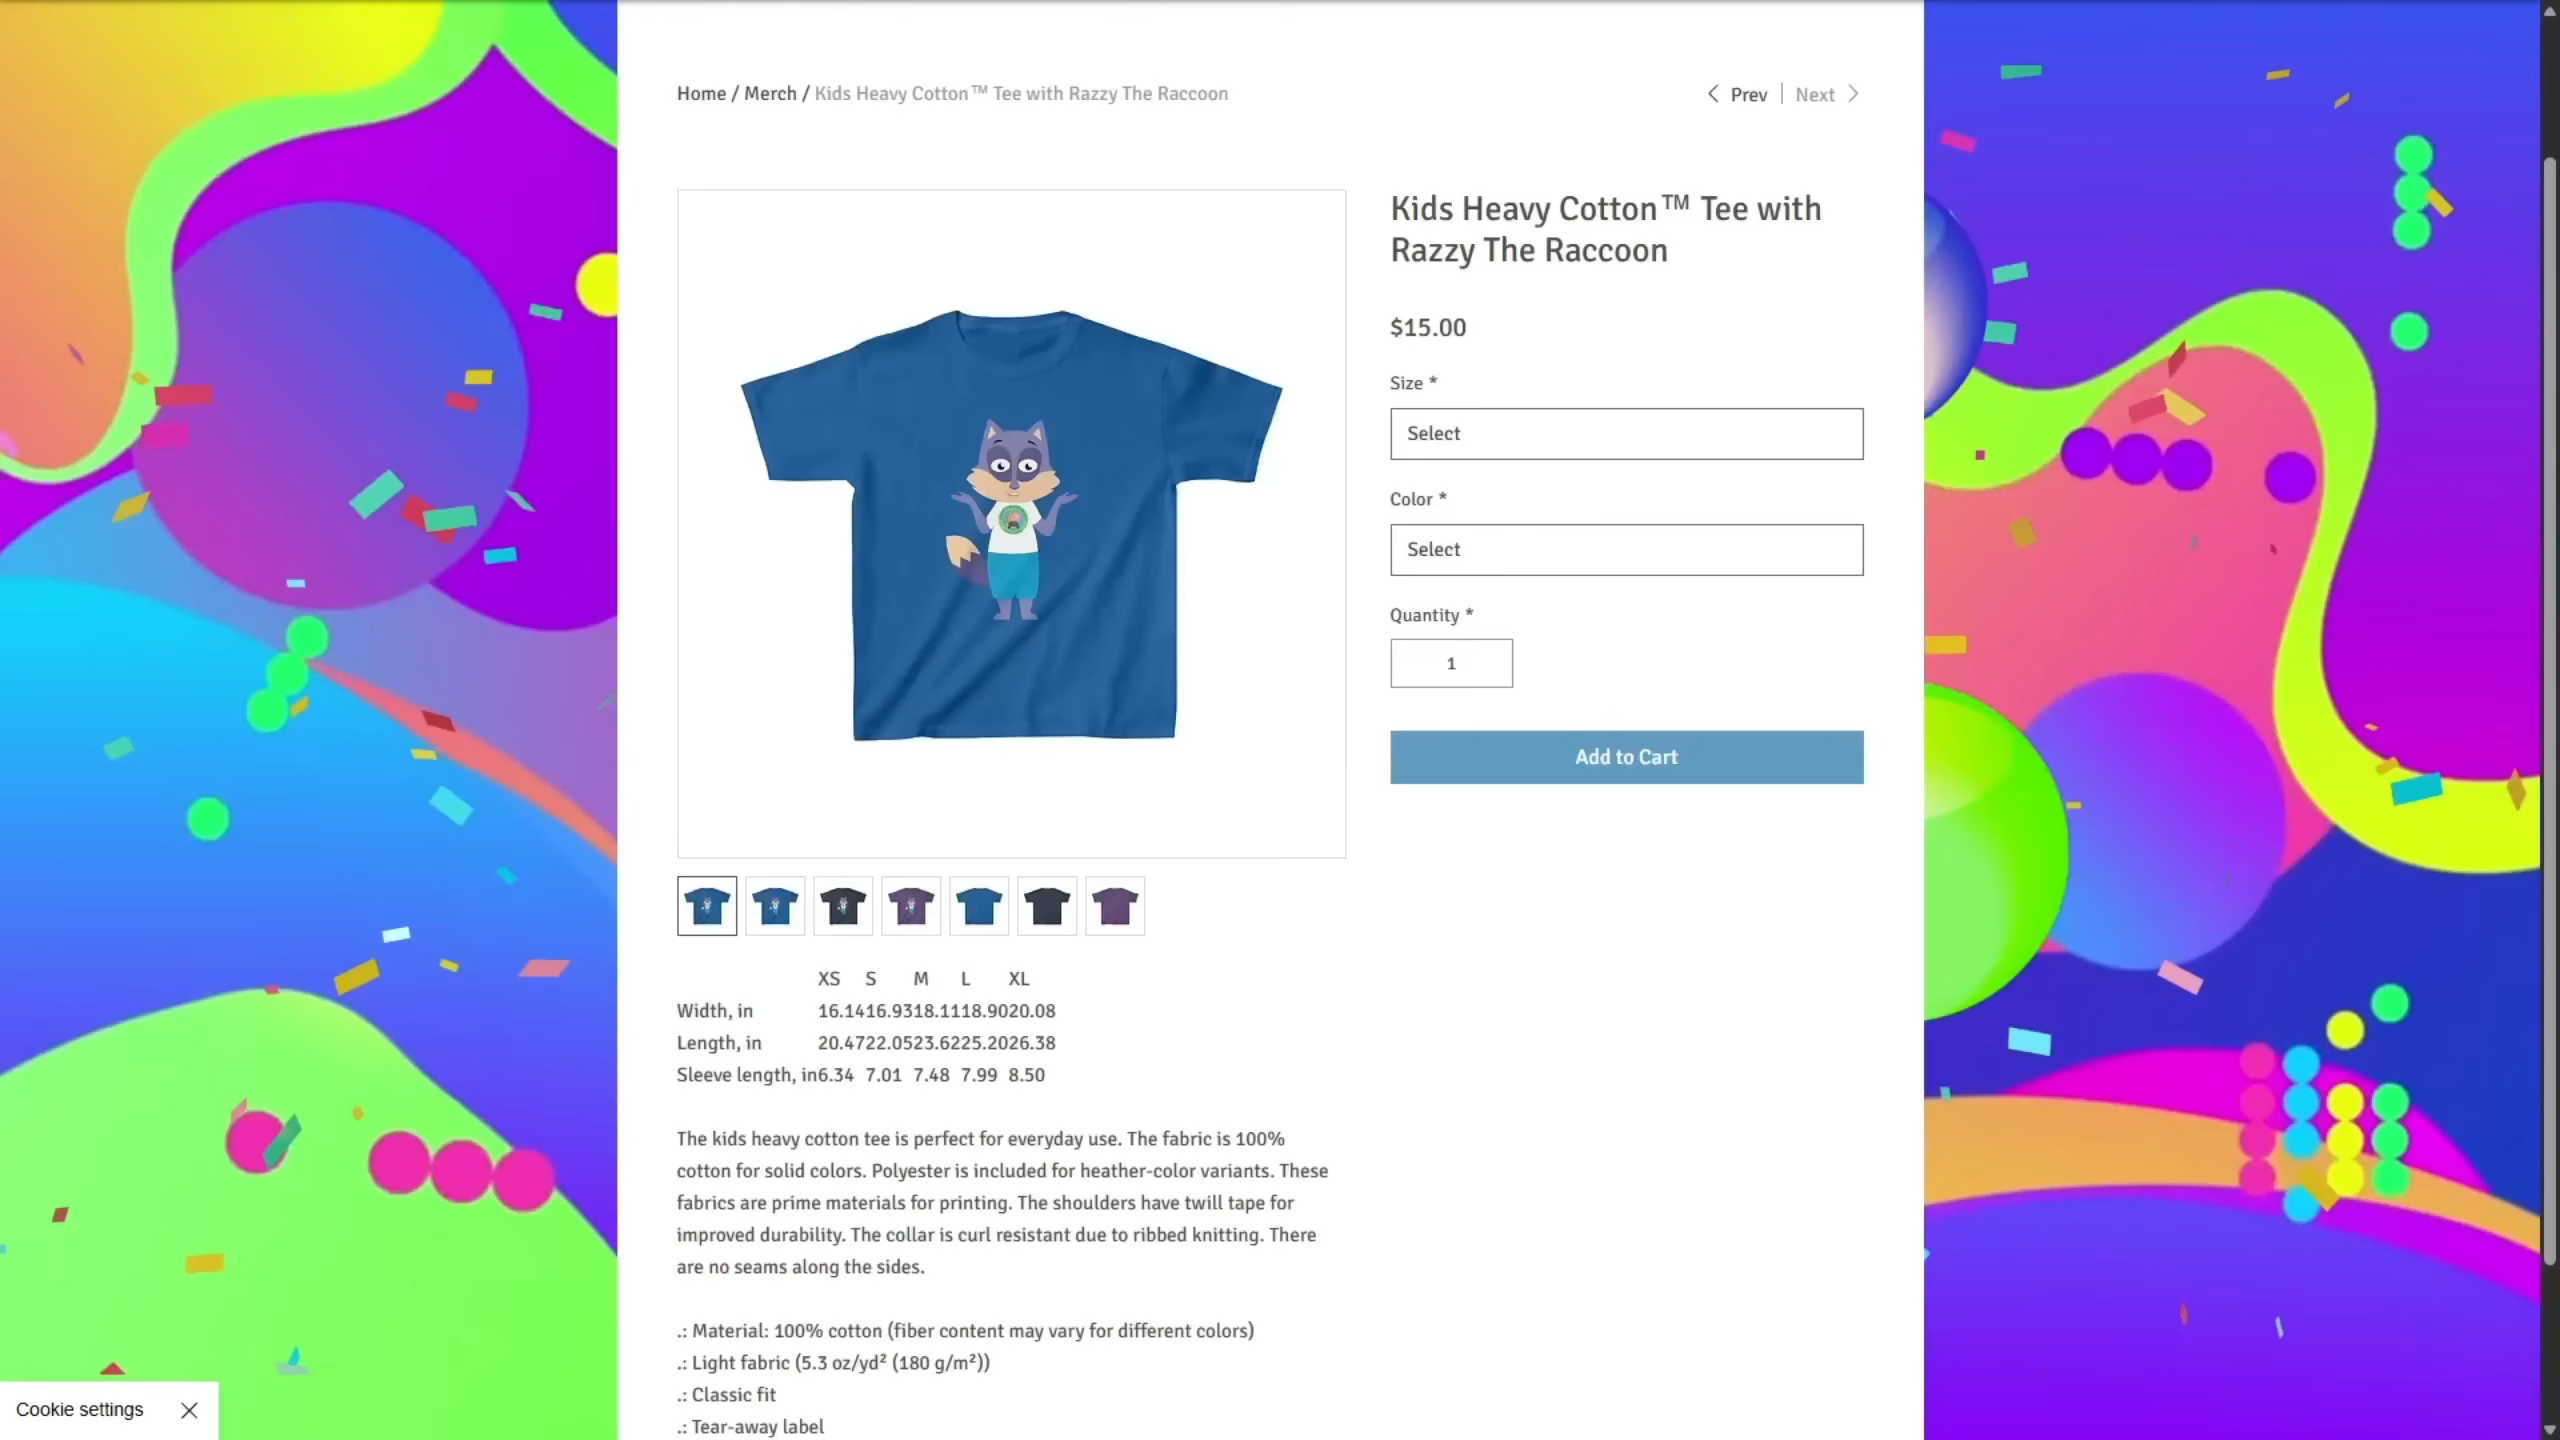 Home / Merch / Kids Heavy Cotton™ Tee with Razzy The Raccoon
Prev | Next
Kids Heavy Cotton™ Tee with
Razzy The Raccoon
$15.00
Size *
Select
Color *
Select
Quantity *
1
Add to Cart
XS S M L XL
Width, in 16.1416.9318.1118.9020.08
Length, in 20.4722.0523.6225.2026.38
Sleeve length, in6.34 7.01 7.48 7.99 8.50
The kids heavy cotton tee is perfect for everyday use. The fabric is 100%
cotton for solid colors. Polyester is included for heather-color variants. These
fabrics are prime materials for printing. The shoulders have twill tape for
improved durability. The collar is curl resistant due to ribbed knitting. There
are no seams along the sides.
.: Material: 100% cotton (fiber content may vary for different colors)
.: Light fabric (5.3 oz/yd² (180 g/m²))
.: Classic fit
.: Tear-away label
Cookie settings